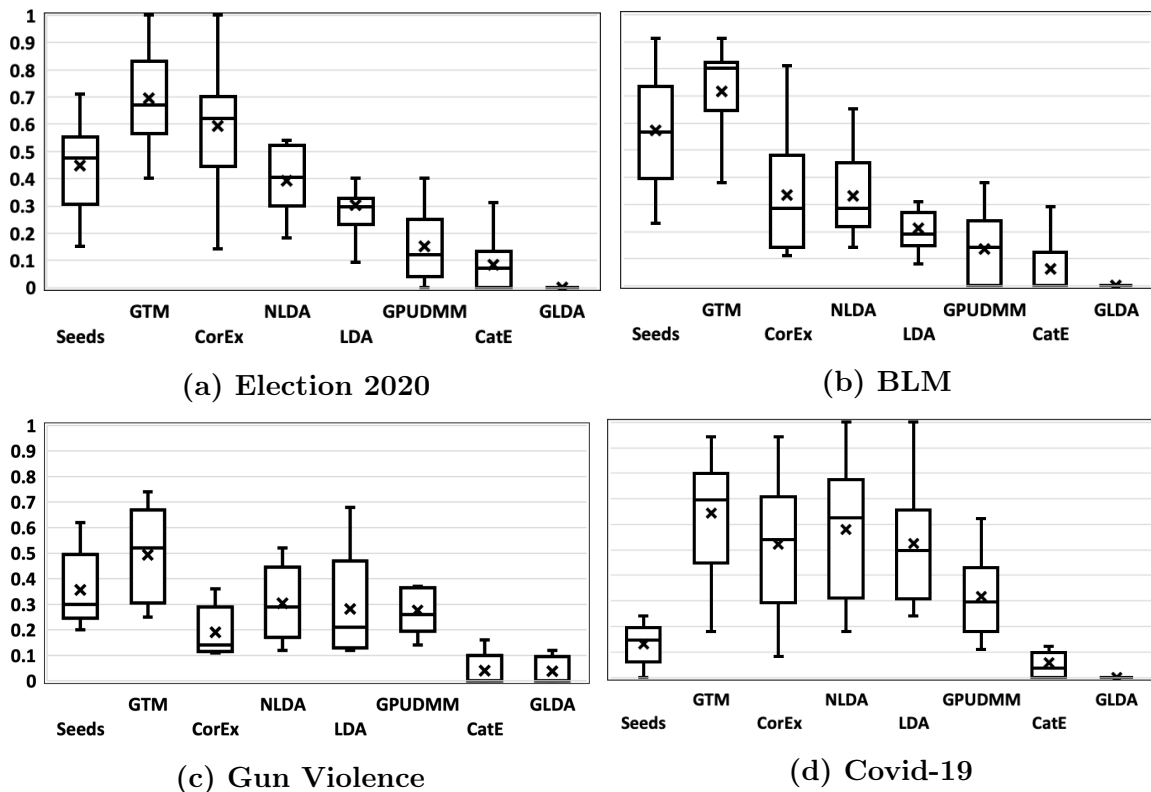 1
0.9
0.8
0.7
0.6
0.5
0.4
0.3
0.2
0.1
0
GTM NLDA GPUDMM GLDA
Seeds CorEx LDA CatE
(a) Election 2020
GTM NLDA GPUDMM GLDA
Seeds CorEx LDA CatE
(b) BLM
1
0.9
0.8
0.7
0.6
0.5
0.4
0.3
0.2
0.1
0
GTM NLDA GPUDMM GLDA
Seeds CorEx LDA CatE
(c) Gun Violence
GTM NLDA GPUDMM GLDA
Seeds CorEx LDA CatE
(d) Covid-19